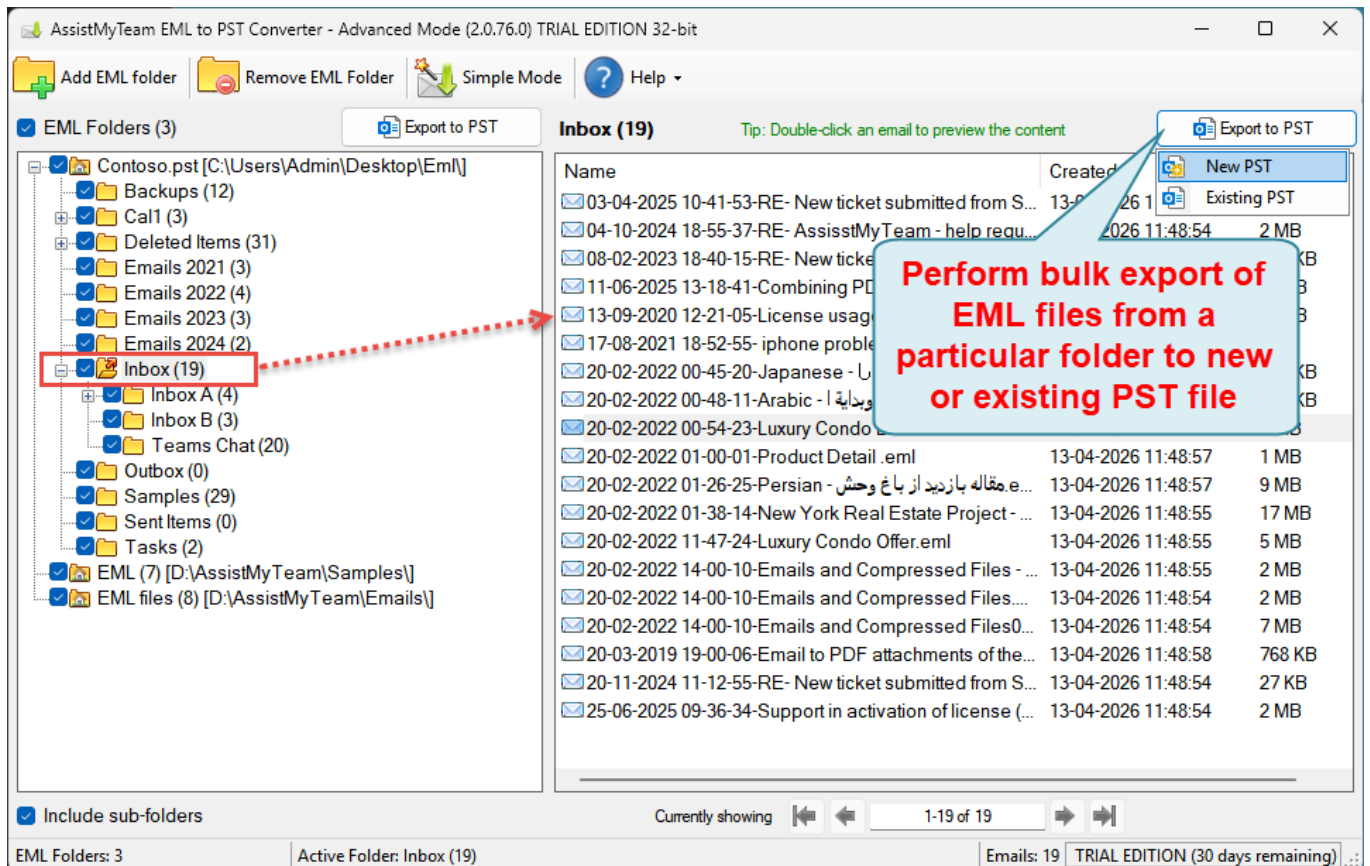 AssistMyTeam EML to PST Converter - Advanced Mode (2.0.76.0) TRIAL EDITION 32-bit
Add EML folder Remove EML Folder Simple Mode Help
EML Folders (3) Export to PST
Contoso.pst [C:\Users\Admin\Desktop\Eml\]
Backups (12)
Cal1 (3)
Deleted Items (31)
Emails 2021 (3)
Emails 2022 (4)
Emails 2023 (3)
Emails 2024 (2)
Inbox (19)
Inbox A (4)
Inbox B (3)
Teams Chat (20)
Outbox (0)
Samples (29)
Sent Items (0)
Tasks (2)
EML (7) [D:\AssistMyTeam\Samples\]
EML files (8) [D:\AssistMyTeam\Emails\]
Include sub-folders
Inbox (19) Tip: Double-click an email to preview the content Export to PST
New PST
Existing PST
Name Created
03-04-2025 10-41-53-RE- New ticket submitted from S...
04-10-2024 18-55-37-RE- AssisstMyTeam - help requ... 2026 11:48:54 2 MB
08-02-2023 18-40-15-RE- New ticke
11-06-2025 13-18-41-Combining
13-09-2020 12-21-05-License usag
17-08-2021 18-52-55- iphone proble
20-02-2022 00-45-20-Japanese -
20-02-2022 00-48-11-Arabic - وبداية ا
20-02-2022 00-54-23-Luxury Condo
20-02-2022 01-00-01-Product Detail .eml 13-04-2026 11:48:57 1 MB
20-02-2022 01-26-25-Persian - مقاله بازدید از باغ وحش.e... 13-04-2026 11:48:57 9 MB
20-02-2022 01-38-14-New York Real Estate Project - ... 13-04-2026 11:48:55 17 MB
20-02-2022 11-47-24-Luxury Condo Offer.eml 13-04-2026 11:48:55 5 MB
20-02-2022 14-00-10-Emails and Compressed Files - ... 13-04-2026 11:48:55 2 MB
20-02-2022 14-00-10-Emails and Compressed Files.... 13-04-2026 11:48:54 2 MB
20-02-2022 14-00-10-Emails and Compressed Files0... 13-04-2026 11:48:54 7 MB
20-03-2019 19-00-06-Email to PDF attachments of the... 13-04-2026 11:48:58 768 KB
20-11-2024 11-12-55-RE- New ticket submitted from S... 13-04-2026 11:48:54 27 KB
25-06-2025 09-36-34-Support in activation of license (... 13-04-2026 11:48:54 2 MB
Perform bulk export of
EML files from a
particular folder to new
or existing PST file
Currently showing 1-19 of 19
EML Folders: 3 Active Folder: Inbox (19) Emails: 19 TRIAL EDITION (30 days remaining)